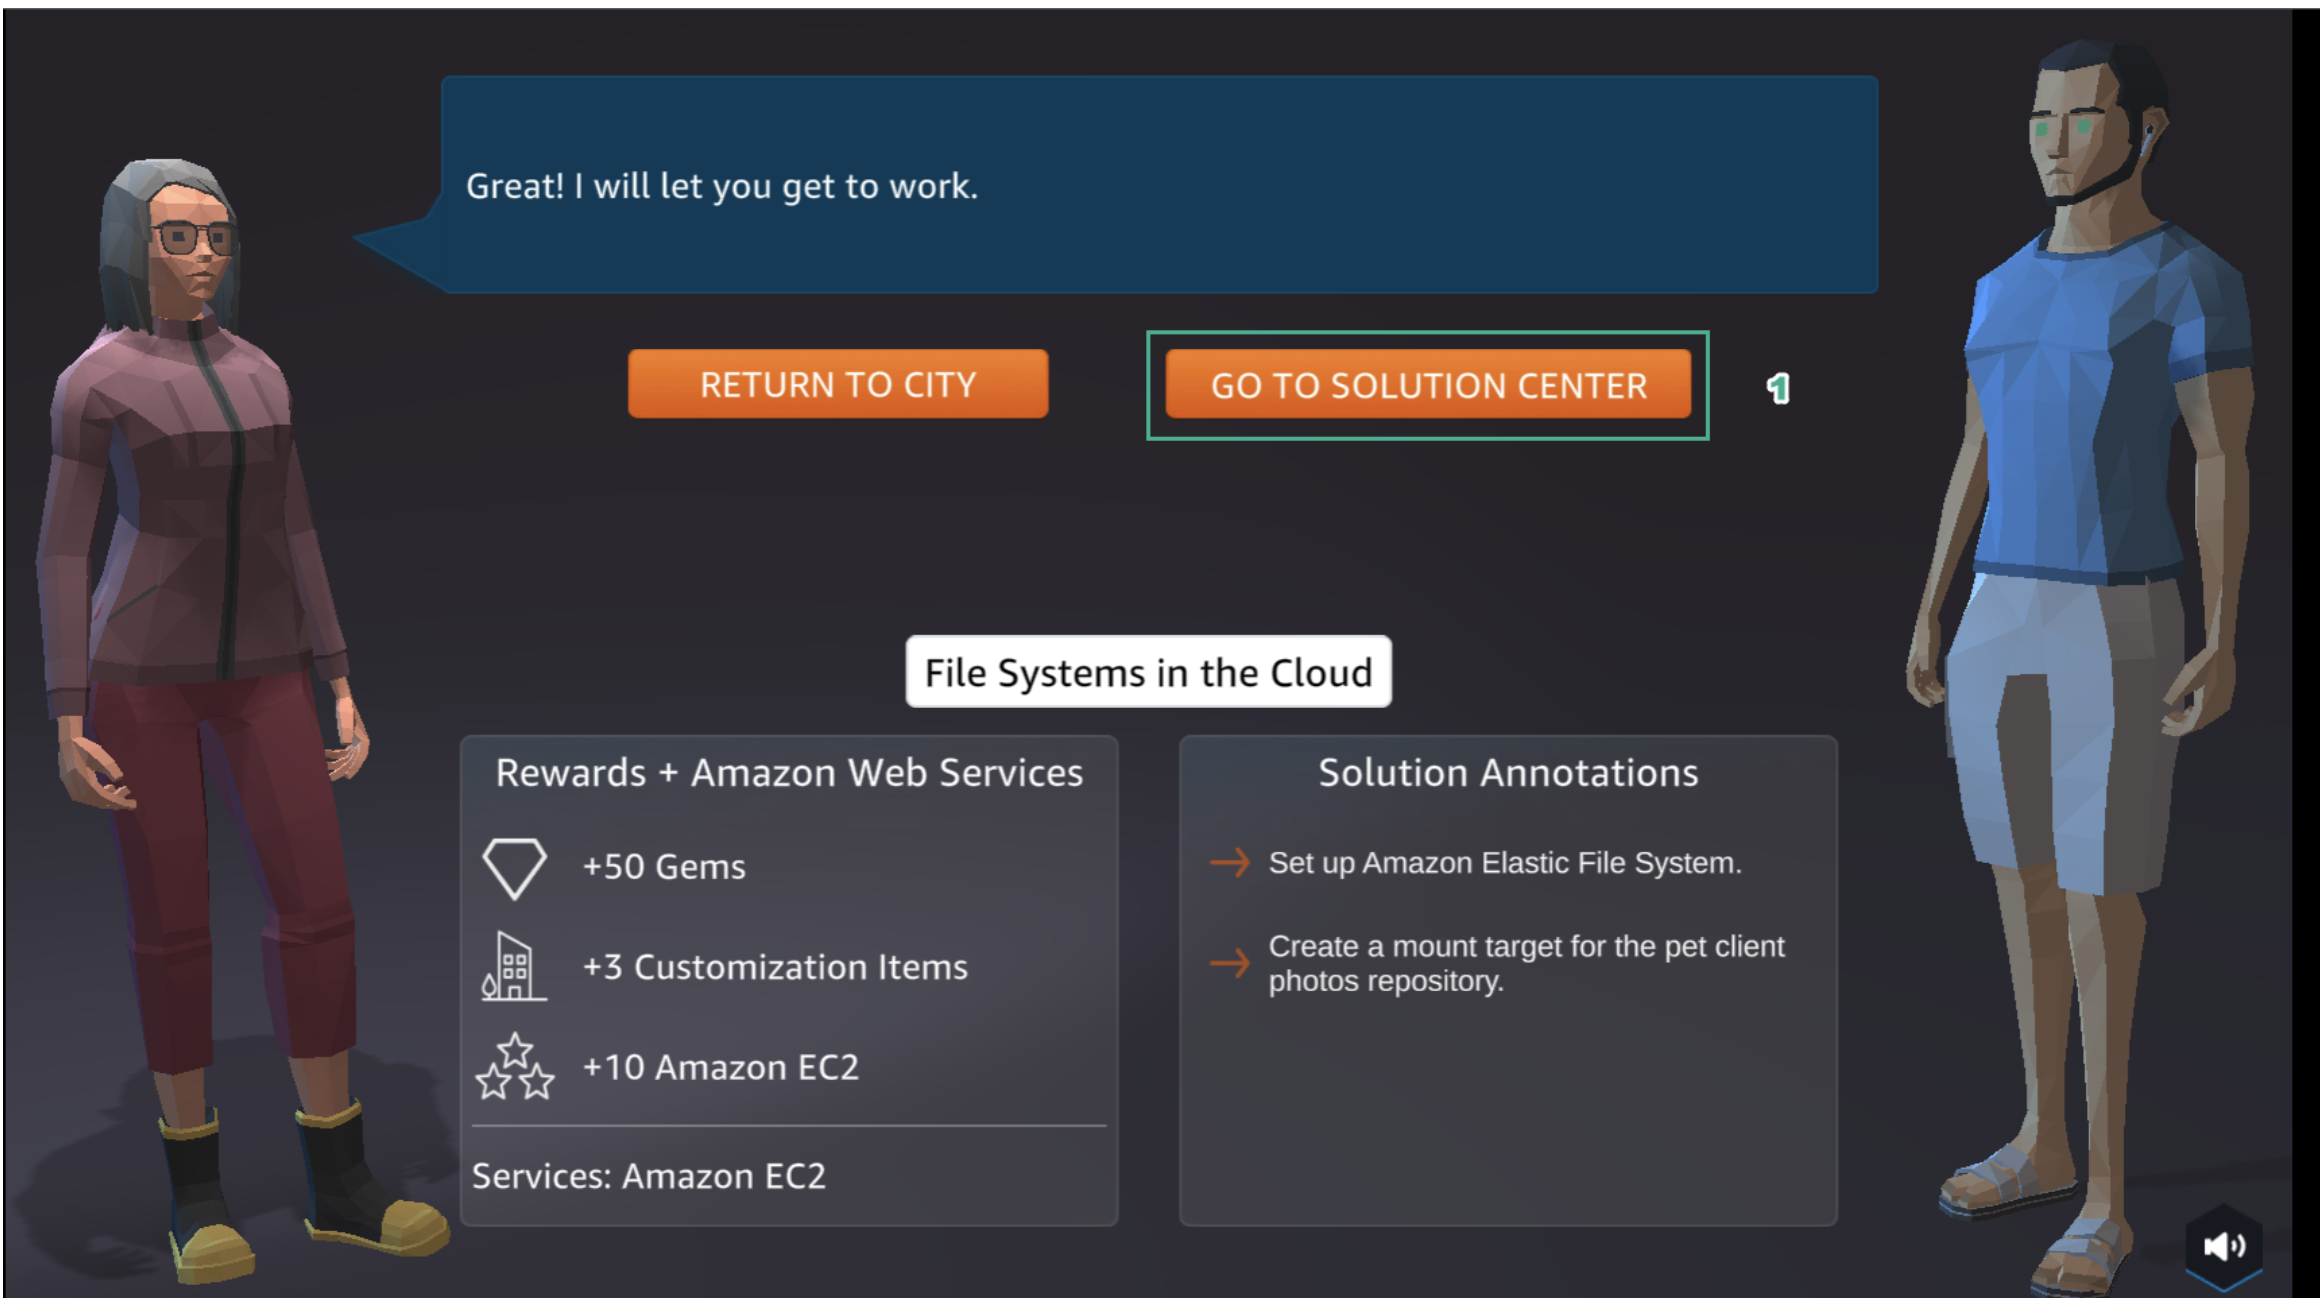 Great! I will let you get to work.
RETURN TO CITY
GO TO SOLUTION CENTER
1
File Systems in the Cloud
Rewards + Amazon Web Services
+50 Gems
+3 Customization Items
+10 Amazon EC2
Services: Amazon EC2
Solution Annotations
Set up Amazon Elastic File System.
Create a mount target for the pet client
photos repository.